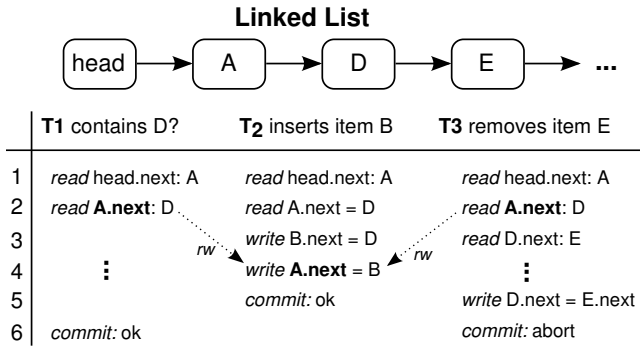 Linked List
head A D E ...
T1 contains D? T2 inserts item B T3 removes item E
1 read head.next: A read head.next: A read head.next: A
2 read A.next: D read A.next = D read A.next: D
3 write B.next = D read D.next: E
rw rw
4 ⋮ write A.next = B ⋮
5 commit: ok write D.next = E.next
6 commit: ok commit: abort